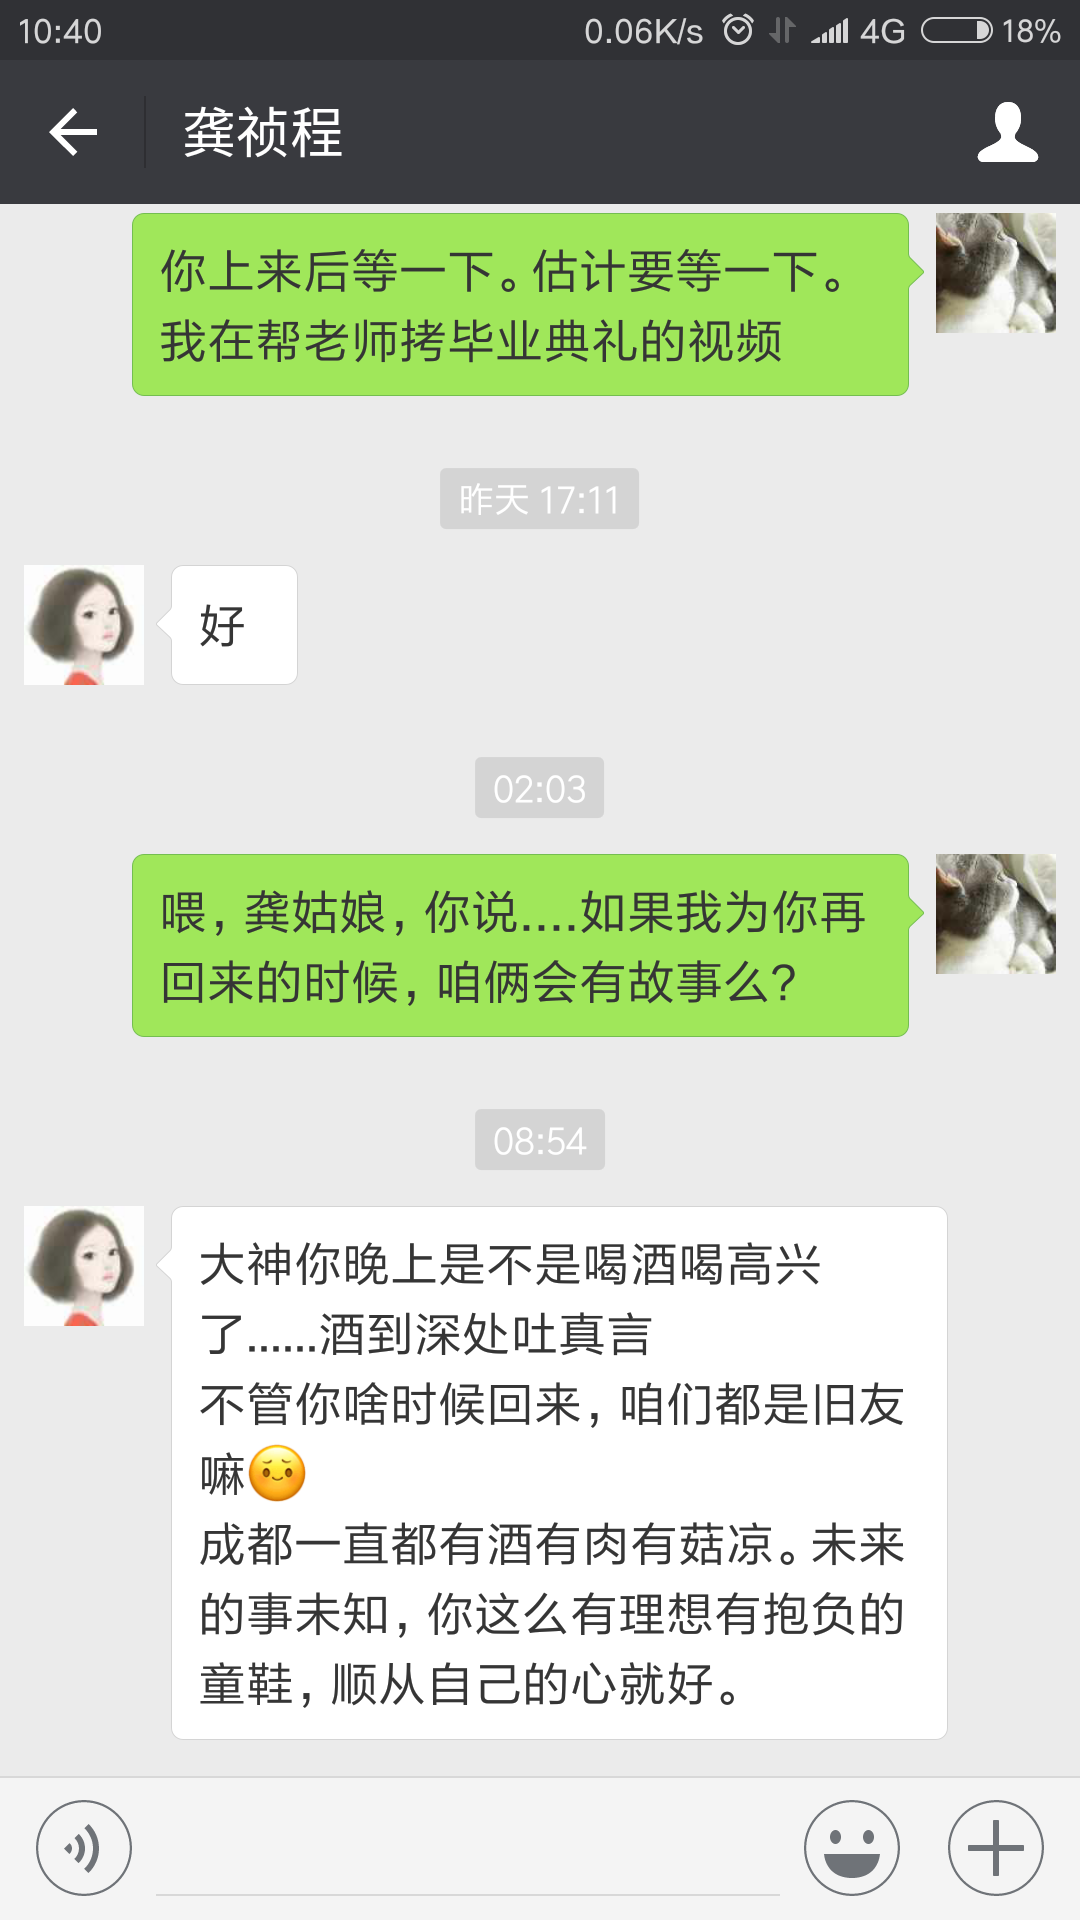 10:40
0.06K/s 4G 18%
龚祯程
你上来后等一下。估计要等一下。
我在帮老师拷毕业典礼的视频
昨天 17:11
好
02:03
喂，龚姑娘，你说....如果我为你再
回来的时候，咱俩会有故事么？
08:54
大神你晚上是不是喝酒喝高兴
了......酒到深处吐真言
不管你啥时候回来，咱们都是旧友
嘛
成都一直都有酒有肉有菇凉。未来
的事未知，你这么有理想有抱负的
童鞋，顺从自己的心就好。